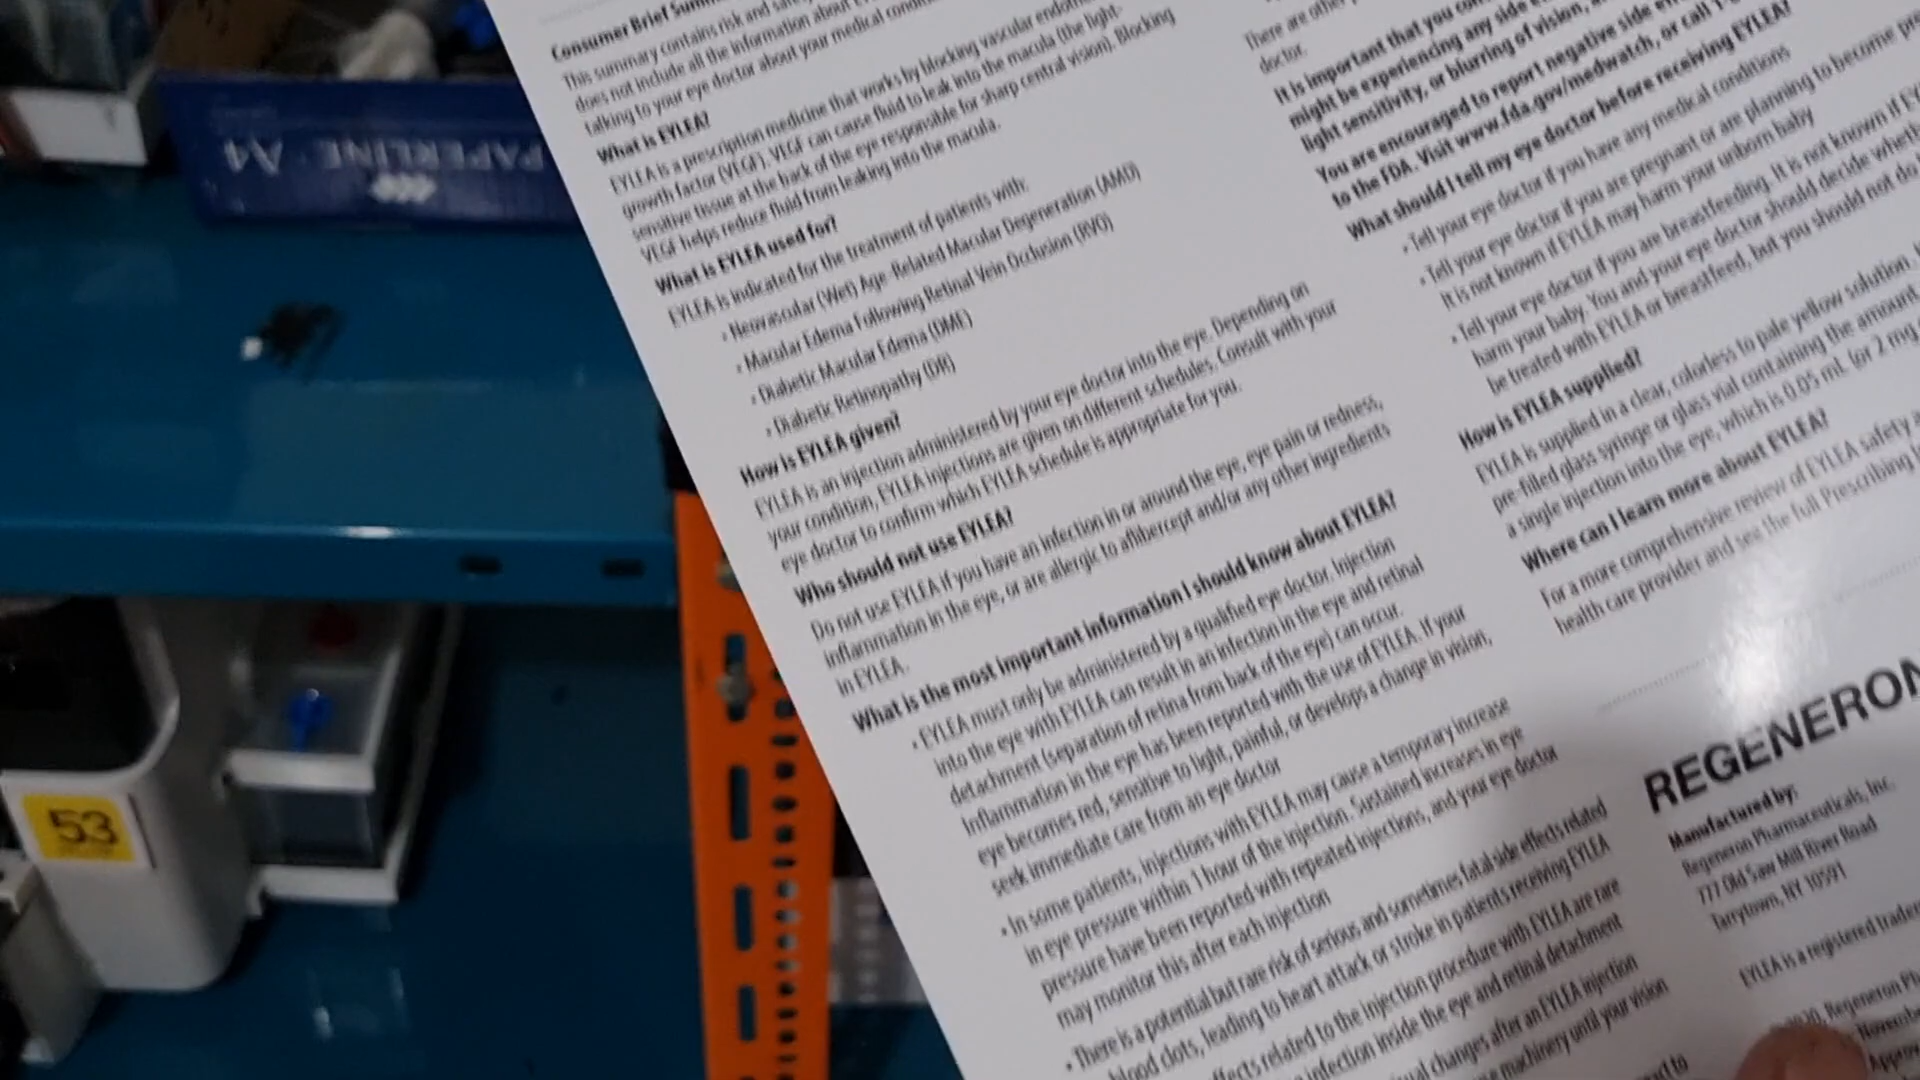 Consumer Brief Summ
This summary contains risk and safe
does not include all the information about EY
talking to your eye doctor about your medical condit
What is EYLEA?
EYLEA is a prescription medicine that works by blocking vascular endoth
growth factor (VEGF). VEGF can cause fluid to leak into the macula (the light-
sensitive tissue at the back of the eye responsible for sharp central vision). Blocking
VEGF helps reduce fluid from leaking into the macula.
What is EYLEA used for?
EYLEA is indicated for the treatment of patients with:
• Neovascular (Wet) Age-Related Macular Degeneration (AMD)
• Macular Edema Following Retinal Vein Occlusion (RVO)
• Diabetic Macular Edema (DME)
• Diabetic Retinopathy (DR)
How is EYLEA given?
EYLEA is an injection administered by your eye doctor into the eye. Depending on
your condition, EYLEA injections are given on different schedules. Consult with your
eye doctor to confirm which EYLEA schedule is appropriate for you.
Who should not use EYLEA?
Do not use EYLEA if you have an infection in or around the eye, eye pain or redness,
inflammation in the eye, or are allergic to aflibercept and/or any other ingredients
in EYLEA.
What is the most important information I should know about EYLEA?
• EYLEA must only be administered by a qualified eye doctor. Injection
into the eye with EYLEA can result in an infection in the eye and retinal
detachment (separation of retina from back of the eye) can occur.
Inflammation in the eye has been reported with the use of EYLEA. If your
eye becomes red, sensitive to light, painful, or develops a change in vision,
seek immediate care from an eye doctor
• In some patients, injections with EYLEA may cause a temporary increase
in eye pressure within 1 hour of the injection. Sustained increases in eye
pressure have been reported with repeated injections, and your eye doctor
may monitor this after each injection
• There is a potential but rare risk of serious and sometimes fatal side effects related
blood clots, leading to heart attack or stroke in patients receiving EYLEA
effects related to the injection procedure with EYLEA are rare
infection inside the eye and retinal detachment
ual changes after an EYLEA injection
machinery until your vision
There are other
doctor.
It is important that you con
might be experiencing any side e
light sensitivity, or blurring of vision, a
You are encouraged to report negative side e
to the FDA. Visit www.fda.gov/medwatch, or call 1-
What should I tell my eye doctor before receiving EYLEA?
• Tell your eye doctor if you have any medical conditions
• Tell your eye doctor if you are pregnant or are planning to become pre
It is not known if EYLEA may harm your unborn baby
• Tell your eye doctor if you are breastfeeding. It is not known if EY
harm your baby. You and your eye doctor should decide wheth
be treated with EYLEA or breastfeed, but you should not do
How is EYLEA supplied?
EYLEA is supplied in a clear, colorless to pale yellow solution.
pre-filled glass syringe or glass vial containing the amount
a single injection into the eye, which is 0.05 mL (or 2 mg
Where can I learn more about EYLEA?
For a more comprehensive review of EYLEA safety a
health care provider and see the full Prescribing
REGENERON
Manufactured by:
Regeneron Pharmaceuticals, Inc.
777 Old Saw Mill River Road
Tarrytown, NY 10591
EYLEA is a registered tradem
2020, Regeneron Ph
Novembe
PAPERLINE A4
53